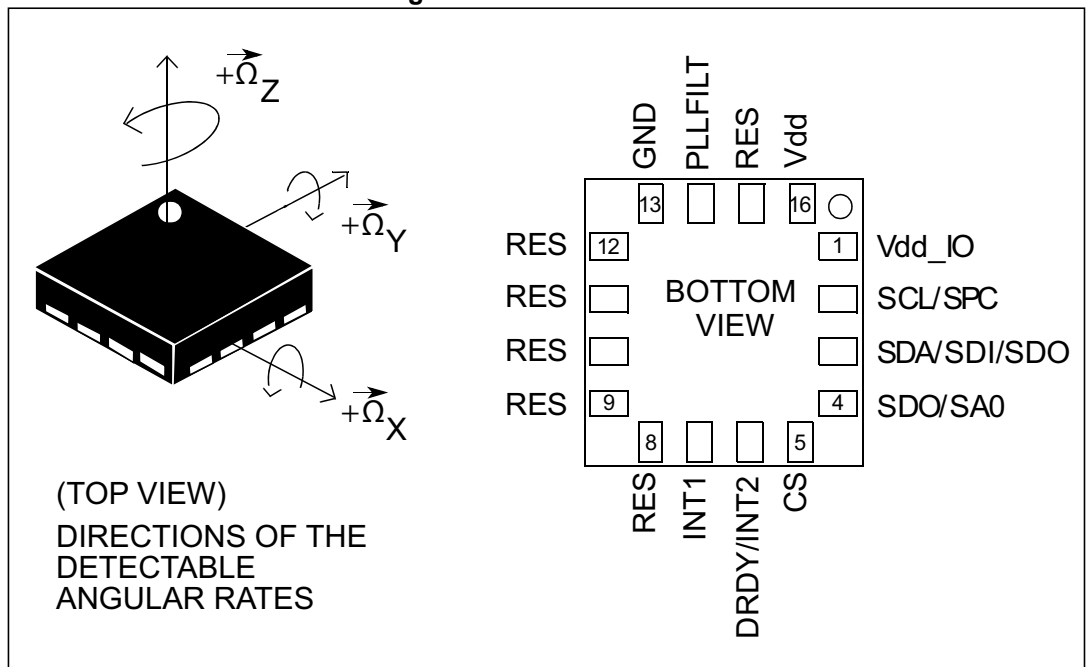 g
+Ω Z
+Ω Y
+Ω X
(TOP VIEW)
DIRECTIONS OF THE
DETECTABLE
ANGULAR RATES
GND
PLLFILT
RES
Vdd
13
16
RES
12
1
Vdd_IO
RES
SCL/SPC
BOTTOM
VIEW
RES
SDA/SDI/SDO
RES
9
4
SDO/SA0
8
5
RES
INT1
DRDY/INT2
CS